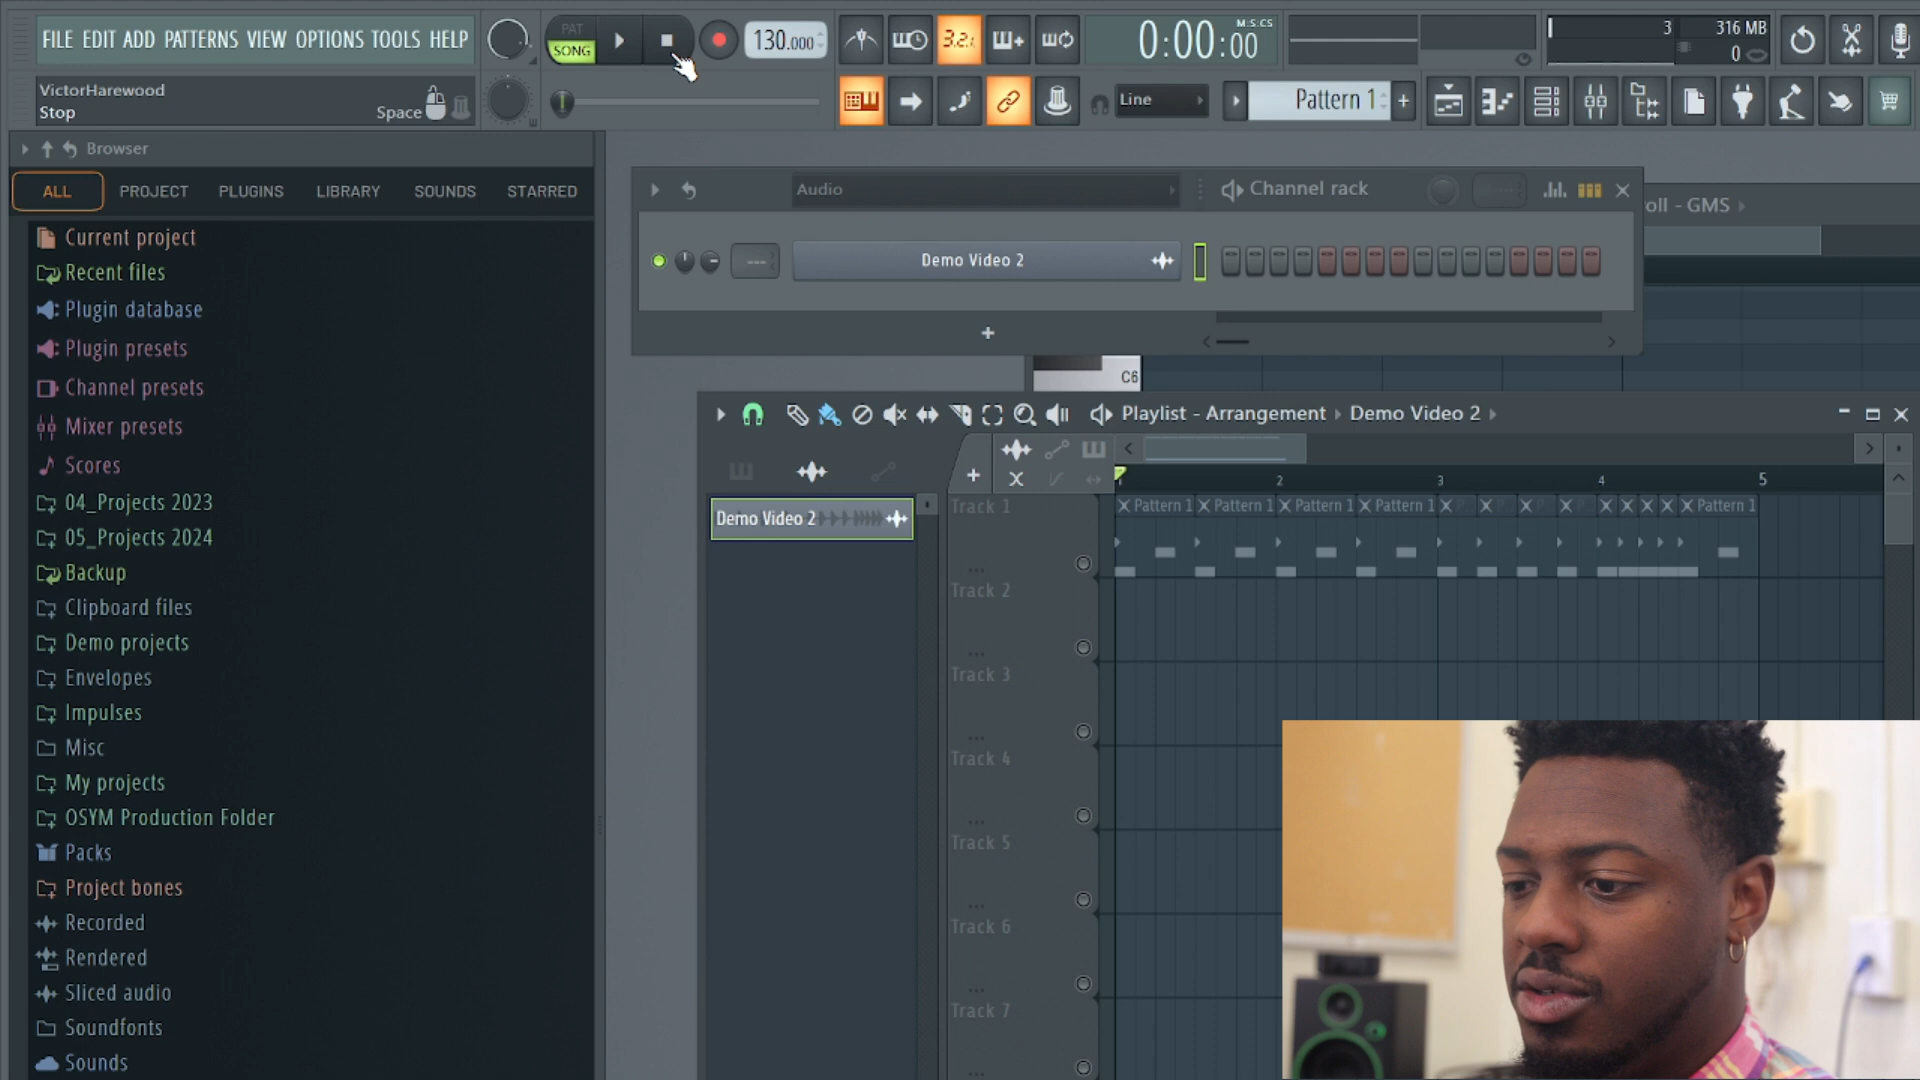 FILE EDIT ADD PATTERNS VIEW OPTIONS TOOLS HELP
PAT
SONG
130.000
3.2.
0:00:00
M:S:CS
3
316 MB
0
VictorHarewood
Stop
Space
Line
Pattern 1
Browser
ALL
PROJECT
PLUGINS
LIBRARY
SOUNDS
STARRED
Current project
Recent files
Plugin database
Plugin presets
Channel presets
Mixer presets
Scores
04_Projects 2023
05_Projects 2024
Backup
Clipboard files
Demo projects
Envelopes
Impulses
Misc
My projects
OSYM Production Folder
Packs
Project bones
Recorded
Rendered
Sliced audio
Soundfonts
Sounds
Audio
Channel rack
Demo Video 2
oll - GMS
C6
Playlist - Arrangement
Demo Video 2
Demo Video 2
2
3
4
5
Track 1
Pattern 1
Pattern 1
Pattern 1
Pattern 1
Pattern 1
Track 2
Track 3
Track 4
Track 5
Track 6
Track 7